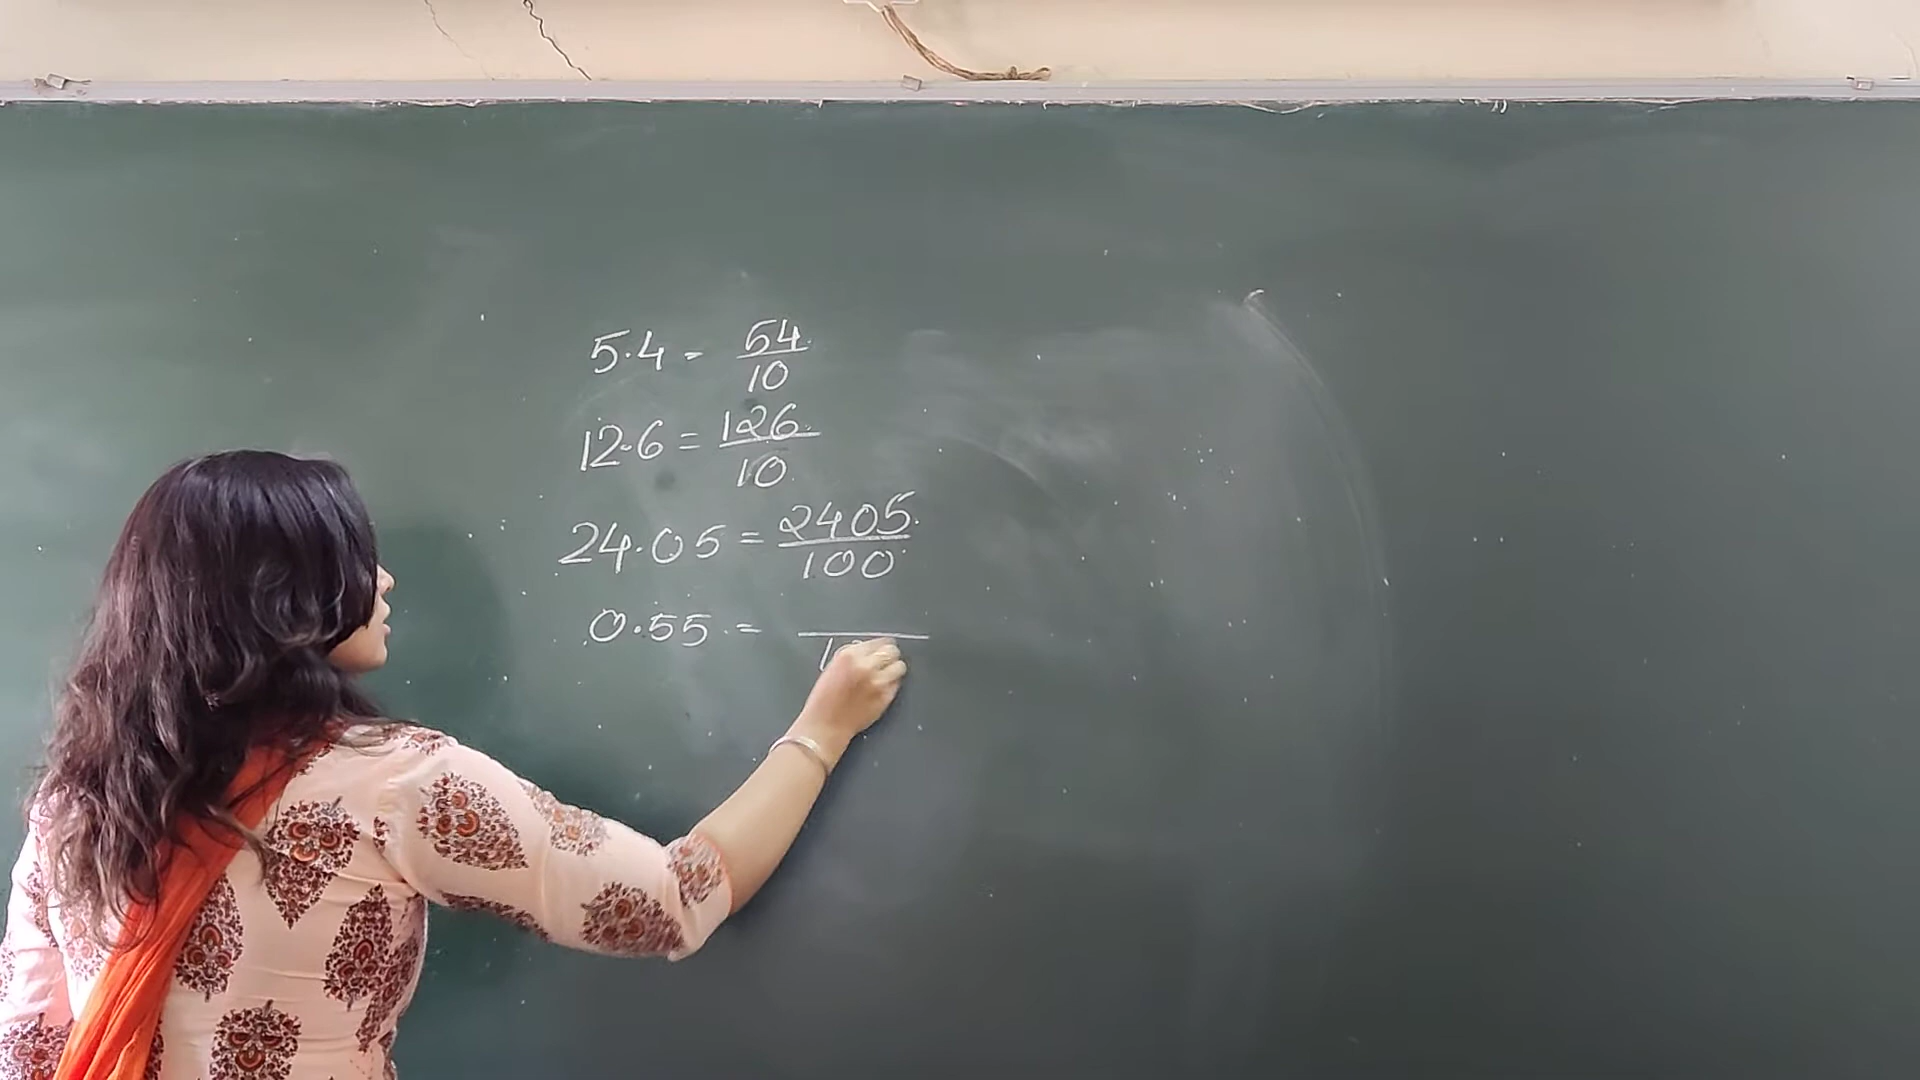 5.4 = 54/10
12.6 = 126/10
24.05 = 2405/100
0.55 =